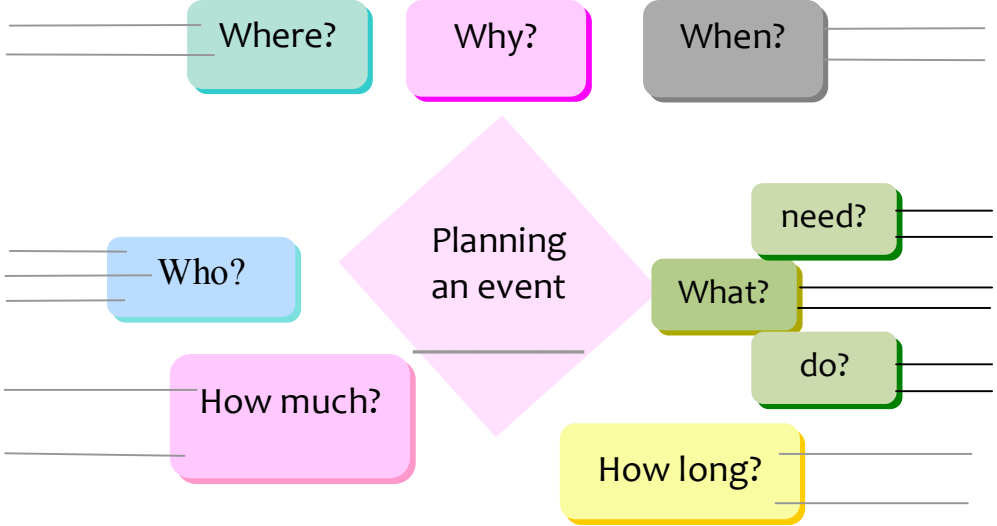 Where?
Why?
When?
Planning
an event
need?
Who?
What?
do?
How much?
How long?